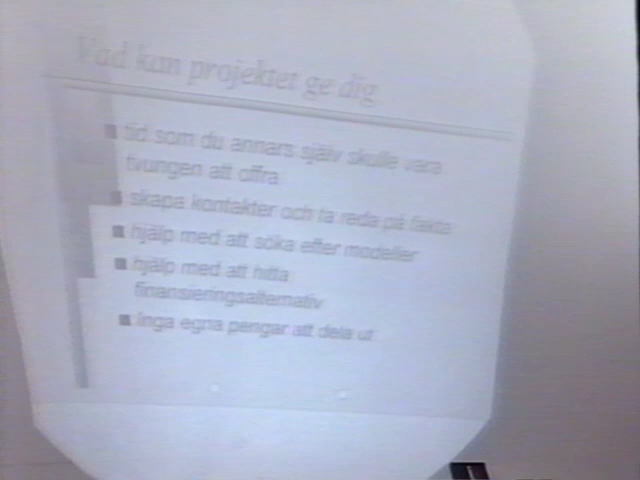 Vad kan projektet ge dig
tid som du annars själv skulle vara
tvungen att offra
skapa kontakter och ta reda på fakta
hjälp med att söka efter modeller
hjälp med att hitta
finansieringsalternativ
Inga egna pengar att dela ut